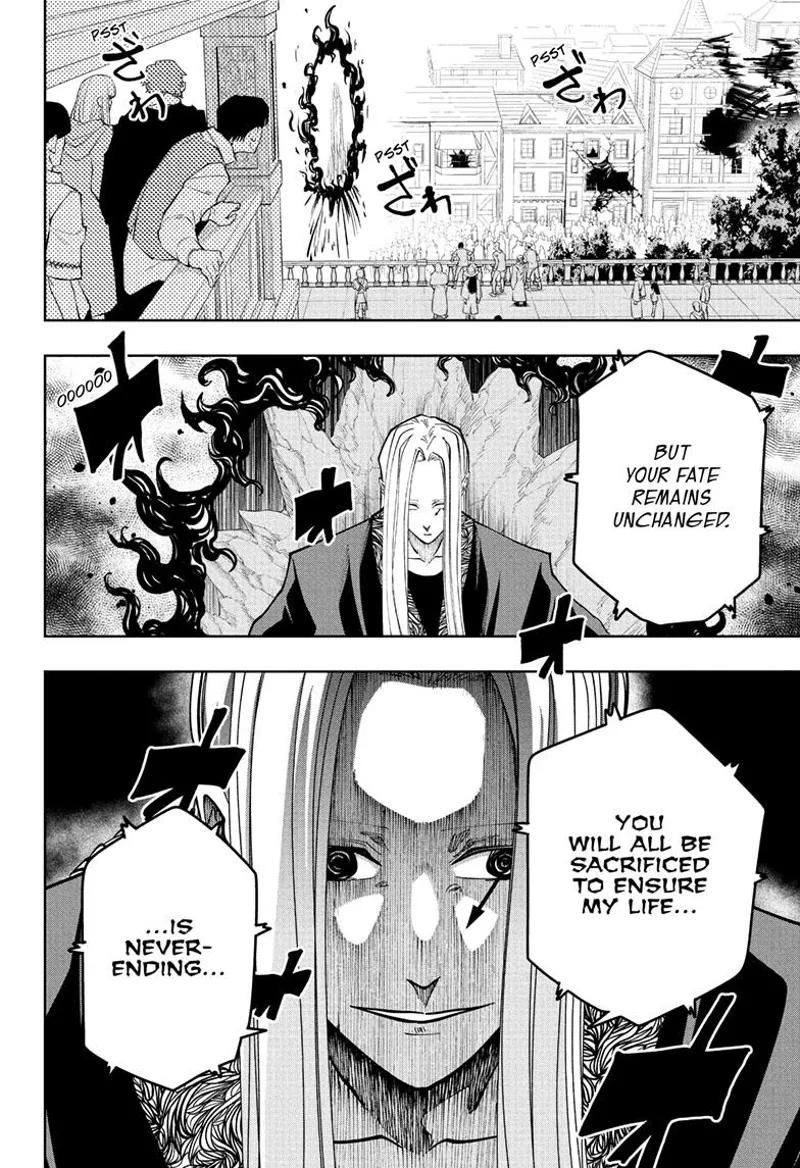 PSST
ざわ
PSST
ざわ
PSST
ざわ
OOOOOO
BUT
YOUR FATE
REMAINS
UNCHANGED.
YOU
WILL ALL BE
SACRIFICED
TO ENSURE
MY LIFE...
...IS
NEVER-
ENDING...